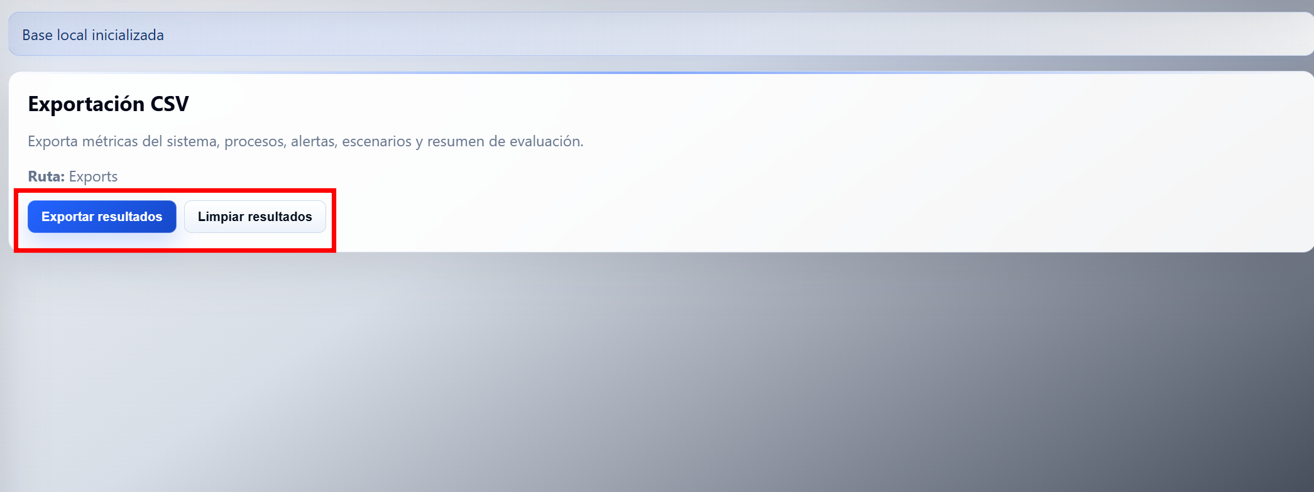 Base local inicializada
Exportación CSV
Exporta métricas del sistema, procesos, alertas, escenarios y resumen de evaluación.
Ruta: Exports
Exportar resultados Limpiar resultados